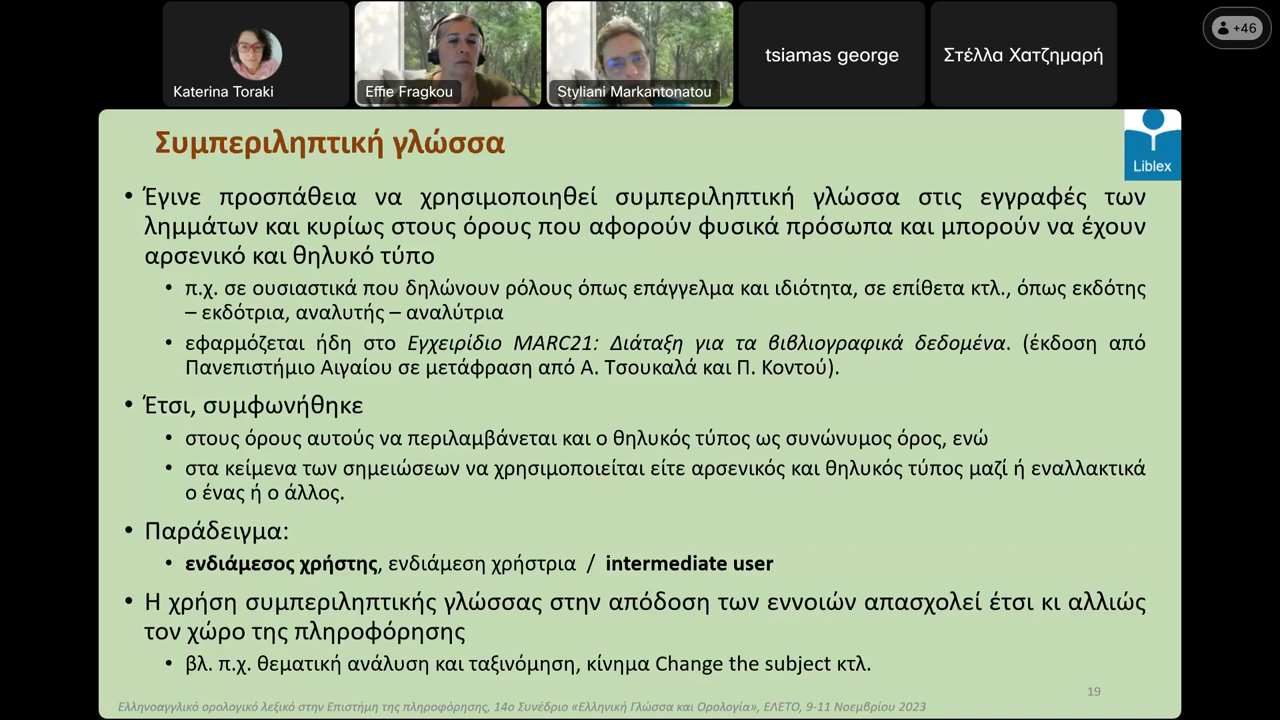 Katerina Toraki
Effie Fragkou
Styliani Markantonatou
tsiamas george
Στέλλα Χατζημαρή
+46
Συμπεριληπτική γλώσσα
Liblex
• Έγινε προσπάθεια να χρησιμοποιηθεί συμπεριληπτική γλώσσα στις εγγραφές των
λημμάτων και κυρίως στους όρους που αφορούν φυσικά πρόσωπα και μπορούν να έχουν
αρσενικό και θηλυκό τύπο
• π.χ. σε ουσιαστικά που δηλώνουν ρόλους όπως επάγγελμα και ιδιότητα, σε επίθετα κτλ., όπως εκδότης
– εκδότρια, αναλυτής – αναλύτρια
• εφαρμόζεται ήδη στο Εγχειρίδιο MARC21: Διάταξη για τα βιβλιογραφικά δεδομένα. (έκδοση από
Πανεπιστήμιο Αιγαίου σε μετάφραση από Α. Τσουκαλά και Π. Κοντού).
• Έτσι, συμφωνήθηκε
• στους όρους αυτούς να περιλαμβάνεται και ο θηλυκός τύπος ως συνώνυμος όρος, ενώ
• στα κείμενα των σημειώσεων να χρησιμοποιείται είτε αρσενικός και θηλυκός τύπος μαζί ή εναλλακτικά
ο ένας ή ο άλλος.
• Παράδειγμα:
• ενδιάμεσος χρήστης, ενδιάμεση χρήστρια / intermediate user
• Η χρήση συμπεριληπτικής γλώσσας στην απόδοση των εννοιών απασχολεί έτσι κι αλλιώς
τον χώρο της πληροφόρησης
• βλ. π.χ. θεματική ανάλυση και ταξινόμηση, κίνημα Change the subject κτλ.
19
Ελληνοαγγλικό ορολογικό λεξικό στην Επιστήμη της πληροφόρησης, 14ο Συνέδριο «Ελληνική Γλώσσα και Ορολογία», ΕΛΕΤΟ, 9-11 Νοεμβρίου 2023